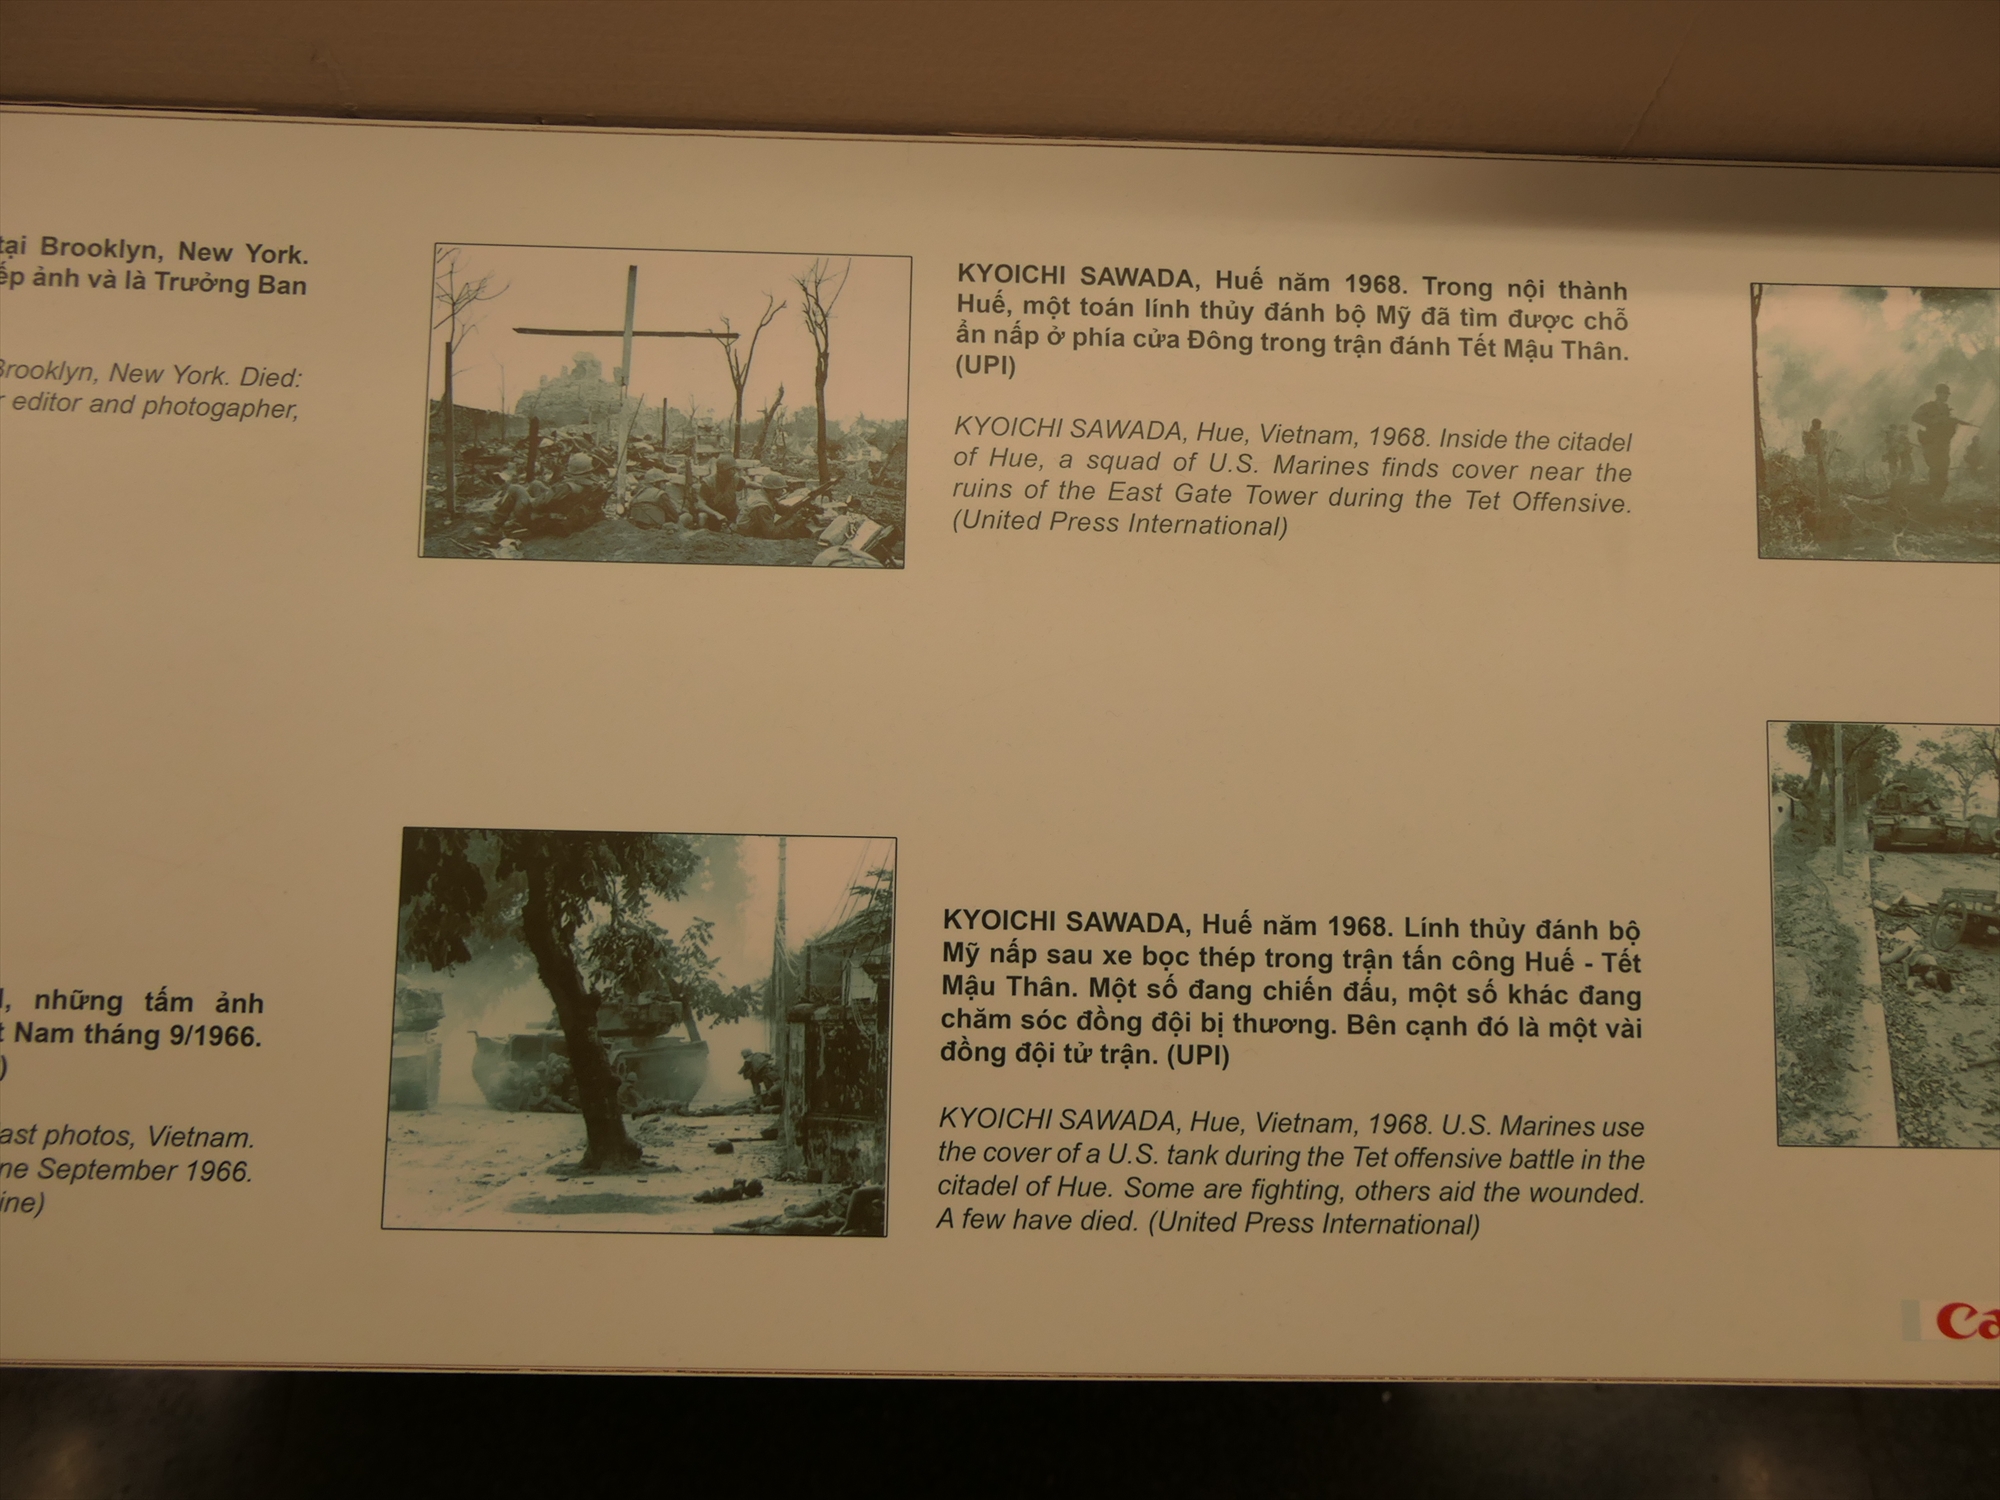 tại Brooklyn, New York.
ếp ảnh và là Trưởng Ban
Brooklyn, New York. Died:
r editor and photogapher,
KYOICHI SAWADA, Huế năm 1968. Trong nội thành
Huế, một toán lính thủy đánh bộ Mỹ đã tìm được chỗ
ẩn nấp ở phía cửa Đông trong trận đánh Tết Mậu Thân.
(UPI)
KYOICHI SAWADA, Hue, Vietnam, 1968. Inside the citadel
of Hue, a squad of U.S. Marines finds cover near the
ruins of the East Gate Tower during the Tet Offensive.
(United Press International)
, những tấm ảnh
t Nam tháng 9/1966.
)
ast photos, Vietnam.
ne September 1966.
ine)
KYOICHI SAWADA, Huế năm 1968. Lính thủy đánh bộ
Mỹ nấp sau xe bọc thép trong trận tấn công Huế - Tết
Mậu Thân. Một số đang chiến đấu, một số khác đang
chăm sóc đồng đội bị thương. Bên cạnh đó là một vài
đồng đội tử trận. (UPI)
KYOICHI SAWADA, Hue, Vietnam, 1968. U.S. Marines use
the cover of a U.S. tank during the Tet offensive battle in the
citadel of Hue. Some are fighting, others aid the wounded.
A few have died. (United Press International)
Ca